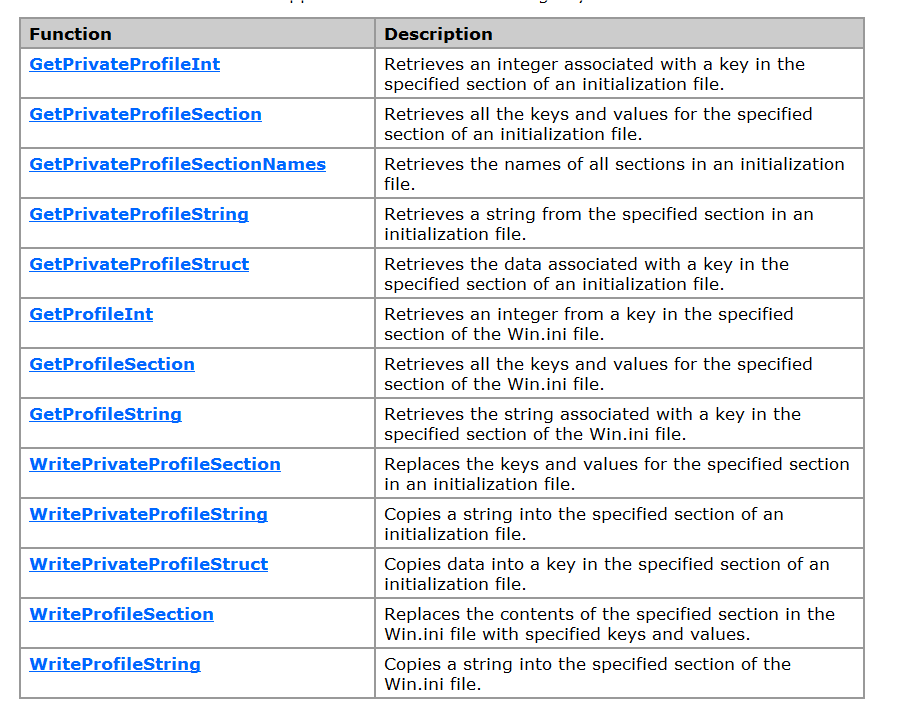 Function Description
GetPrivateProfileInt Retrieves an integer associated with a key in the
specified section of an initialization file.
GetPrivateProfileSection Retrieves all the keys and values for the specified
section of an initialization file.
GetPrivateProfileSectionNames Retrieves the names of all sections in an initialization
file.
GetPrivateProfileString Retrieves a string from the specified section in an
initialization file.
GetPrivateProfileStruct Retrieves the data associated with a key in the
specified section of an initialization file.
GetProfileInt Retrieves an integer from a key in the specified
section of the Win.ini file.
GetProfileSection Retrieves all the keys and values for the specified
section of the Win.ini file.
GetProfileString Retrieves the string associated with a key in the
specified section of the Win.ini file.
WritePrivateProfileSection Replaces the keys and values for the specified section
in an initialization file.
WritePrivateProfileString Copies a string into the specified section of an
initialization file.
WritePrivateProfileStruct Copies data into a key in the specified section of an
initialization file.
WriteProfileSection Replaces the contents of the specified section in the
Win.ini file with specified keys and values.
WriteProfileString Copies a string into the specified section of the
Win.ini file.